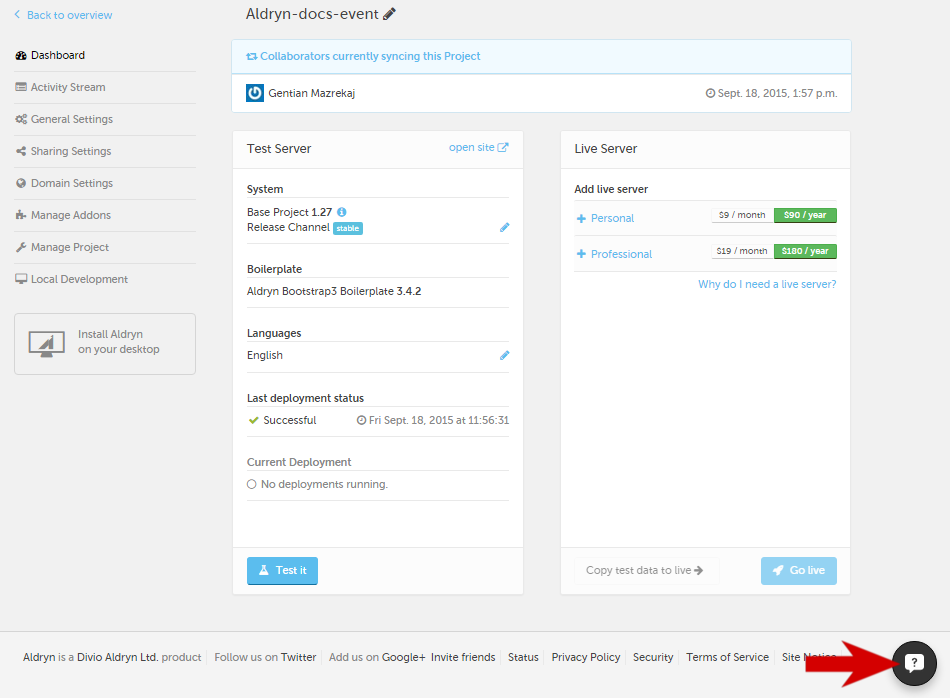 Back to overview
Aldryn-docs-event
Dashboard
Activity Stream
General Settings
Sharing Settings
Domain Settings
Manage Addons
Manage Project
Local Development
Install Aldryn
on your desktop
Collaborators currently syncing this Project
Gentian Mazrekaj Sept. 18, 2015, 1:57 p.m.
Test Server open site
System
Base Project 1.27
Release Channel stable
Boilerplate
Aldryn Bootstrap3 Boilerplate 3.4.2
Languages
English
Last deployment status
Successful Fri Sept. 18, 2015 at 11:56:31
Current Deployment
No deployments running.
Test it
Live Server
Add live server
Personal $9 / month $90 / year
Professional $19 / month $180 / year
Why do I need a live server?
Copy test data to live Go live
Aldryn is a Divio Aldryn Ltd. product Follow us on Twitter Add us on Google+ Invite friends Status Privacy Policy Security Terms of Service Site Notice
?